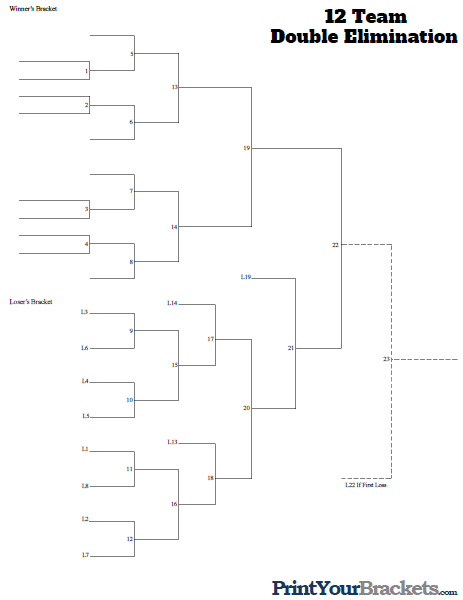 Winner's Bracket
12 Team
Double Elimination
5
1
13
2
6
19
7
3
14
22
4
8
L19
Loser's Bracket
L14
L3
9
17
L6
21
23
15
L4
10
L5
20
L13
L1
11
18
L8
L22 If First Loss
16
L2
12
L7
PrintYourBrackets.com